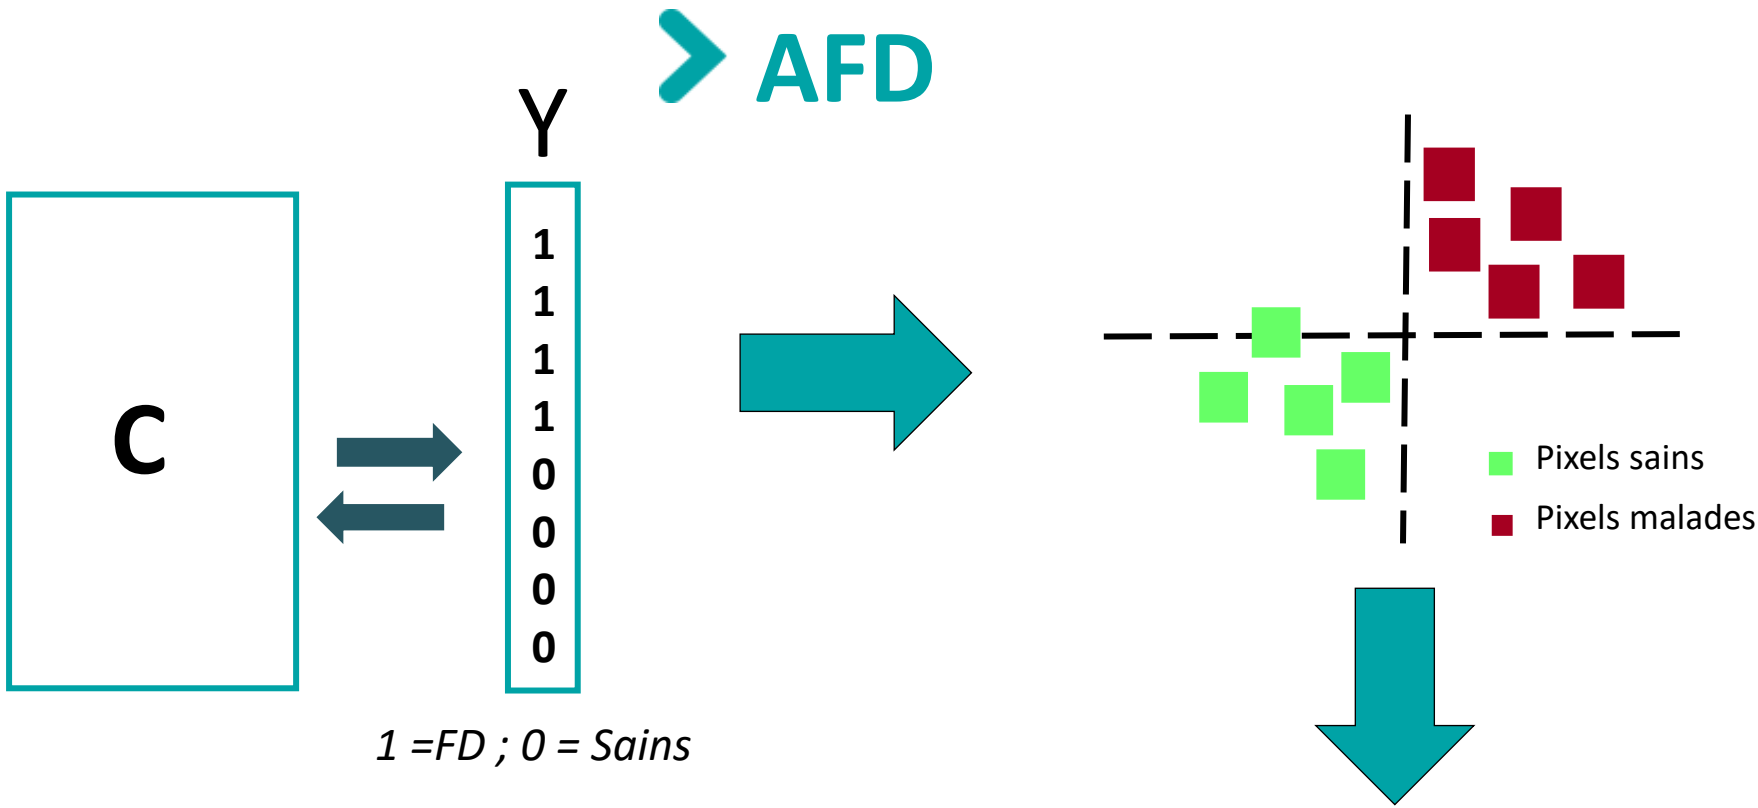 AFD
Y
C
1
1
1
1
0
0
0
0
1 =FD ; 0 = Sains
Pixels sains
Pixels malades